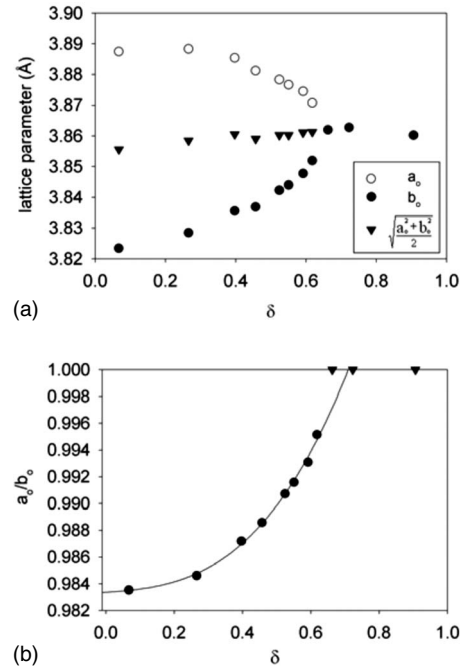 3.90
3.89
3.88
3.87
3.86
3.85
3.84
3.83
3.82
lattice parameter (Å)
aₒ
bₒ
√((aₒ²+bₒ²)/2)
0.0 0.2 0.4 0.6 0.8 1.0
δ
(a)
1.000
0.998
0.996
0.994
0.992
0.990
0.988
0.986
0.984
0.982
aₒ/bₒ
0.0 0.2 0.4 0.6 0.8 1.0
δ
(b)